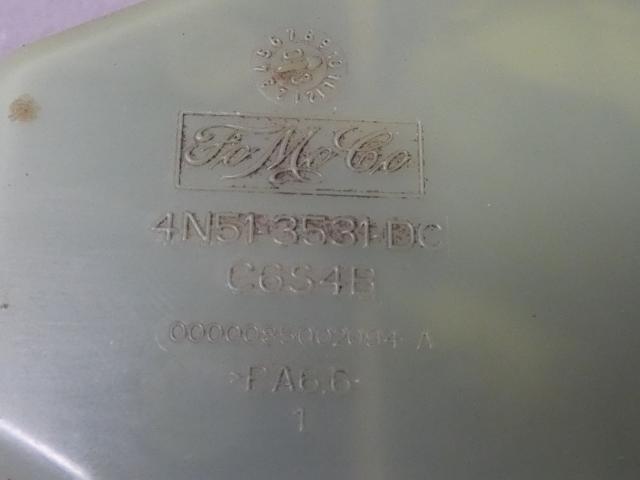 FoMoCo
4N51-3531-DC
C6S4B
>PA6.6<
1